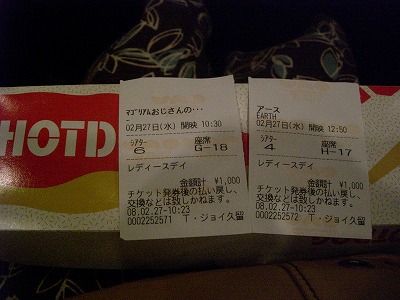 HOTD
マゴリアムおじさんの・・・
02月27日(水) 開映 10:30
シアター 座席
6 G-18
レディースデイ
金額計 ¥1,000
チケット発券後の払い戻し、
交換などは致しかねます。
08.02.27-10:23
0002252571 T・ジョイ久留
アース
EARTH
02月27日(水) 開映 12:50
シアター 座席
4 H-17
レディースデイ
金額計 ¥1,000
チケット発券後の払い戻し、
交換などは致しかねます。
08.02.27-10:23
0002252572 T・ジョイ久留